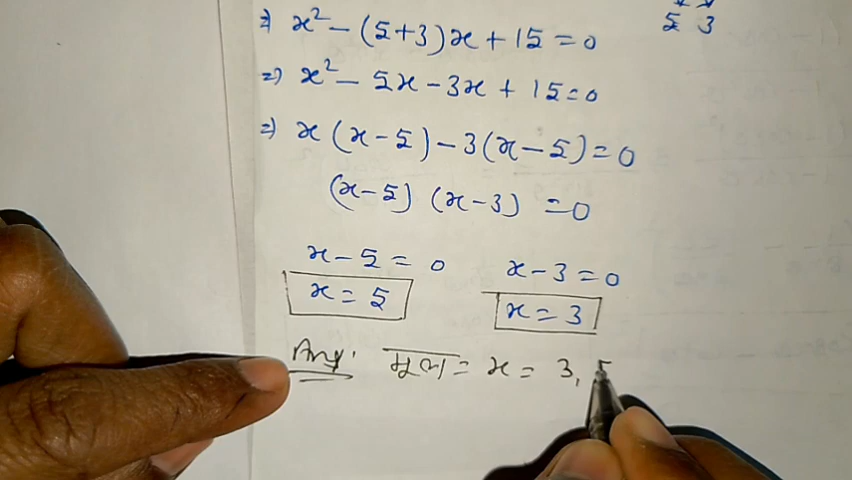 5 3
⇒ x² - (5+3)x + 15 = 0
⇒ x² - 5x - 3x + 15 = 0
⇒ x(x-5) - 3(x-5) = 0
(x-5) (x-3) = 0
x - 5 = 0 x - 3 = 0
x = 5 x = 3
Ans: मूल = x = 3, 5